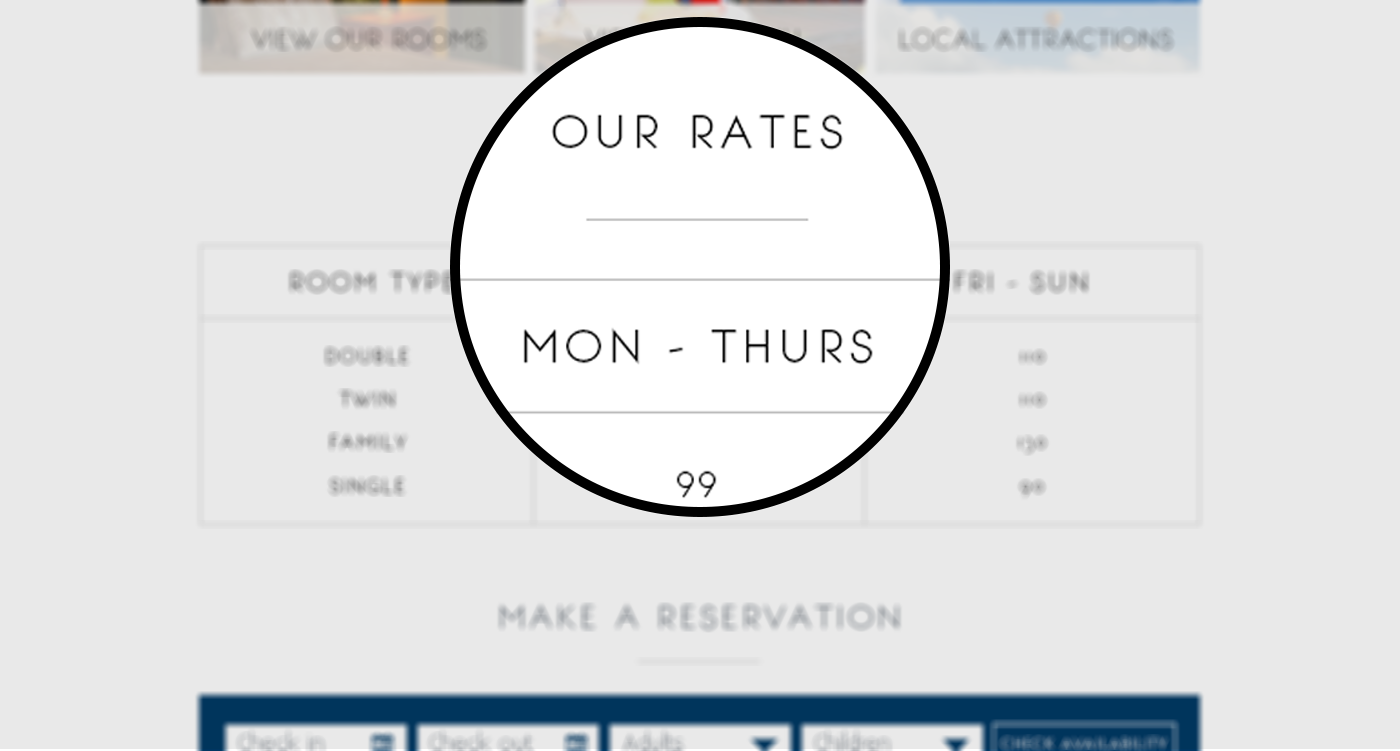 VIEW OUR ROOMS
LOCAL ATTRACTIONS
OUR RATES
ROOM TYPE
MON - THURS
FRI - SUN
DOUBLE
110
TWIN
110
FAMILY
130
SINGLE
99
90
MAKE A RESERVATION
Check in
Check out
Adults
Children
CHECK AVAILABILITY